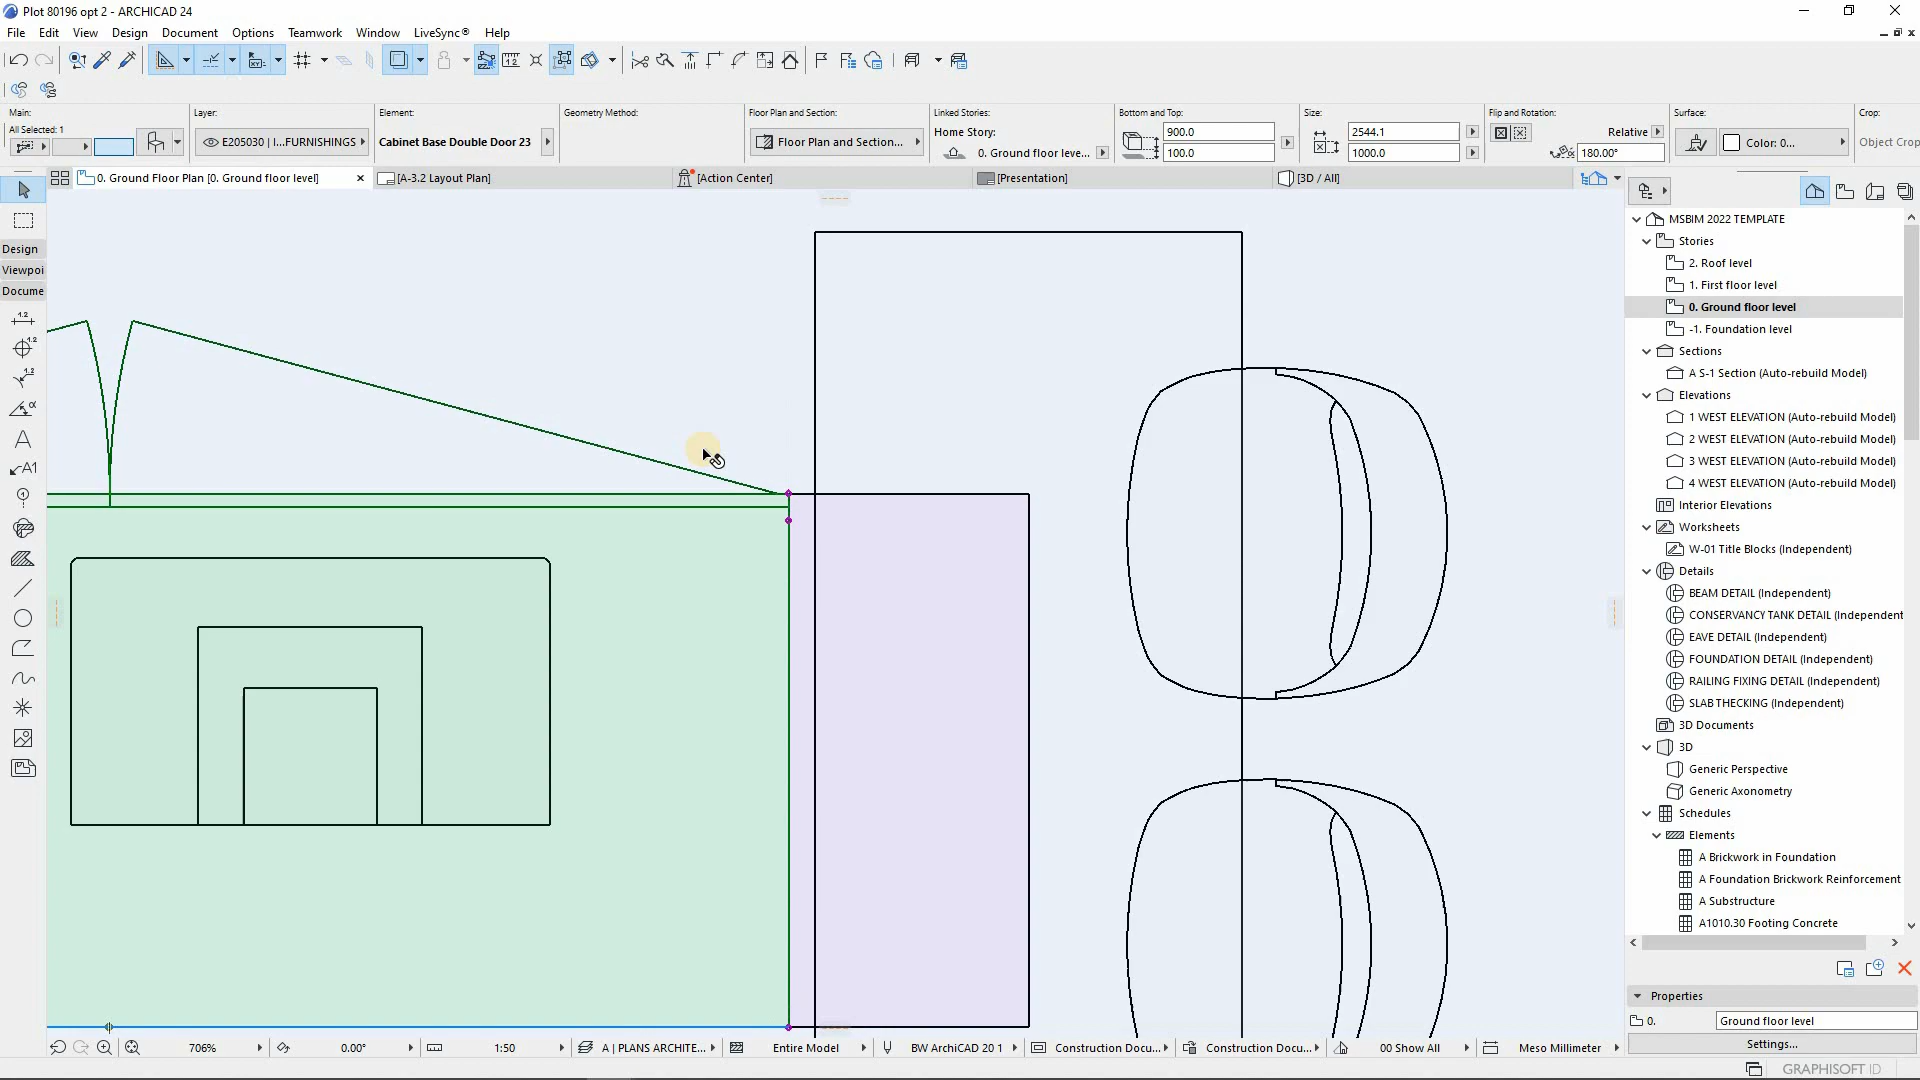 Plot 80196 opt 2 - ARCHICAD 24
File Edit View Design Document Options Teamwork Window LiveSync® Help
Main:
All Selected: 1
Layer:
E205030 | I...FURNISHINGS
Element:
Cabinet Base Double Door 23
Geometry Method:
Floor Plan and Section:
Floor Plan and Section...
Linked Stories:
Home Story:
0. Ground floor leve...
Bottom and Top:
900.0
100.0
Size:
2544.1
1000.0
Flip and Rotation:
Relative
180.00°
Surface:
Color: 0...
Crop:
Object Crop
0. Ground Floor Plan [0. Ground floor level]
[A-3.2 Layout Plan]
[Action Center]
[Presentation]
[3D / All]
Design
Viewpoi
Docume
MSBIM 2022 TEMPLATE
Stories
2. Roof level
1. First floor level
0. Ground floor level
-1. Foundation level
Sections
A S-1 Section (Auto-rebuild Model)
Elevations
1 WEST ELEVATION (Auto-rebuild Model)
2 WEST ELEVATION (Auto-rebuild Model)
3 WEST ELEVATION (Auto-rebuild Model)
4 WEST ELEVATION (Auto-rebuild Model)
Interior Elevations
Worksheets
W-01 Title Blocks (Independent)
Details
BEAM DETAIL (Independent)
CONSERVANCY TANK DETAIL (Independent
EAVE DETAIL (Independent)
FOUNDATION DETAIL (Independent)
RAILING FIXING DETAIL (Independent)
SLAB THECKING (Independent)
3D Documents
3D
Generic Perspective
Generic Axonometry
Schedules
Elements
A Brickwork in Foundation
A Foundation Brickwork Reinforcement
A Substructure
A1010.30 Footing Concrete
Properties
0.
Ground floor level
Settings...
706%
0.00°
1:50
A | PLANS ARCHITE...
Entire Model
BW ArchiCAD 20 1
Construction Docu...
Construction Docu...
00 Show All
Meso Millimeter
GRAPHISOFT ID